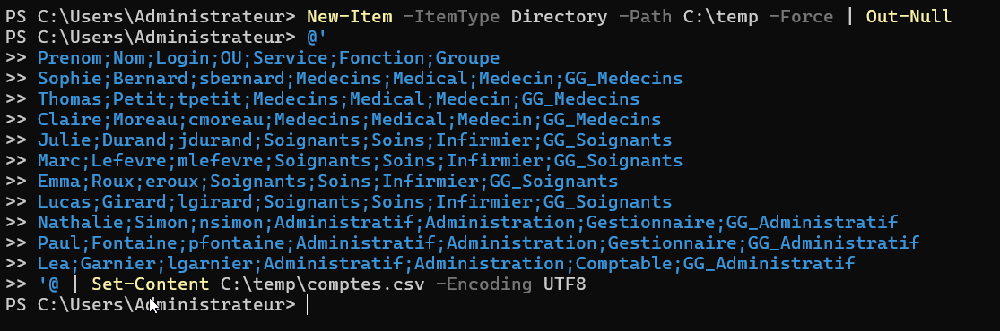 PS C:\Users\Administrateur> New-Item -ItemType Directory -Path C:\temp -Force | Out-Null
PS C:\Users\Administrateur> @'
>> Prenom;Nom;Login;OU;Service;Fonction;Groupe
>> Sophie;Bernard;sbernard;Medecins;Medical;Medecin;GG_Medecins
>> Thomas;Petit;tpetit;Medecins;Medical;Medecin;GG_Medecins
>> Claire;Moreau;cmoreau;Medecins;Medical;Medecin;GG_Medecins
>> Julie;Durand;jdurand;Soignants;Soins;Infirmier;GG_Soignants
>> Marc;Lefevre;mlefevre;Soignants;Soins;Infirmier;GG_Soignants
>> Emma;Roux;eroux;Soignants;Soins;Infirmier;GG_Soignants
>> Lucas;Girard;lgirard;Soignants;Soins;Infirmier;GG_Soignants
>> Nathalie;Simon;nsimon;Administratif;Administration;Gestionnaire;GG_Administratif
>> Paul;Fontaine;pfontaine;Administratif;Administration;Gestionnaire;GG_Administratif
>> Lea;Garnier;lgarnier;Administratif;Administration;Comptable;GG_Administratif
>> '@ | Set-Content C:\temp\comptes.csv -Encoding UTF8
PS C:\Users\Administrateur>